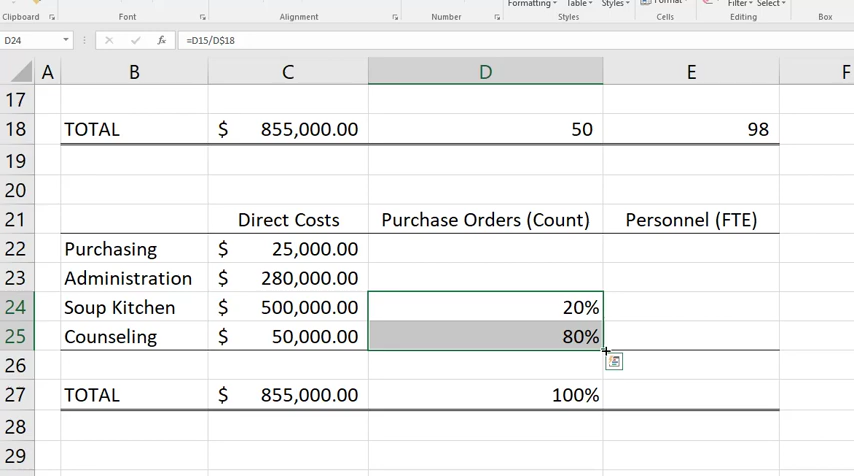 Formatting Table Styles Format Filter Select
Clipboard Font Alignment Number Styles Cells Editing Box
D24 fx =D15/D$18
A B C D E F
17
18 TOTAL $ 855,000.00 50 98
19
20
21 Direct Costs Purchase Orders (Count) Personnel (FTE)
22 Purchasing $ 25,000.00
23 Administration $ 280,000.00
24 Soup Kitchen $ 500,000.00 20%
25 Counseling $ 50,000.00 80%
26
27 TOTAL $ 855,000.00 100%
28
29